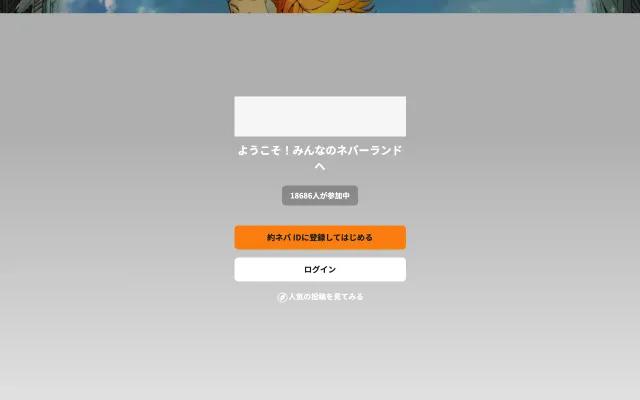 ようこそ！みんなのネバーランド
へ
18686人が参加中
約ネバ IDに登録してはじめる
ログイン
人気の投稿を見てみる